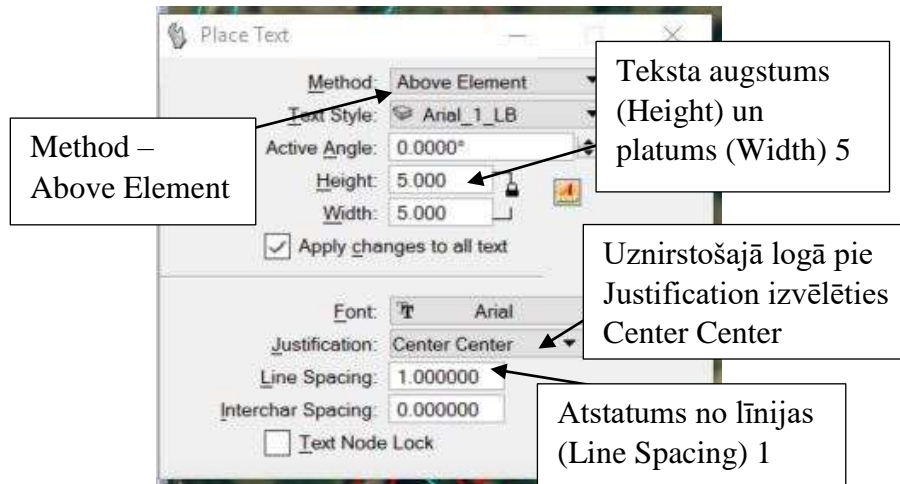 Place Text
Method: Above Element
Text Style: Arial_1_LB
Active Angle: 0.0000°
Height: 5.000
Width: 5.000
Apply changes to all text
Font: Arial
Justification: Center Center
Line Spacing: 1.000000
Interchar Spacing: 0.000000
Text Node Lock
Method –
Above Element
Teksta augstums
(Height) un
platums (Width) 5
Uznirstošajā logā pie
Justification izvēlēties
Center Center
Atstatums no līnijas
(Line Spacing) 1